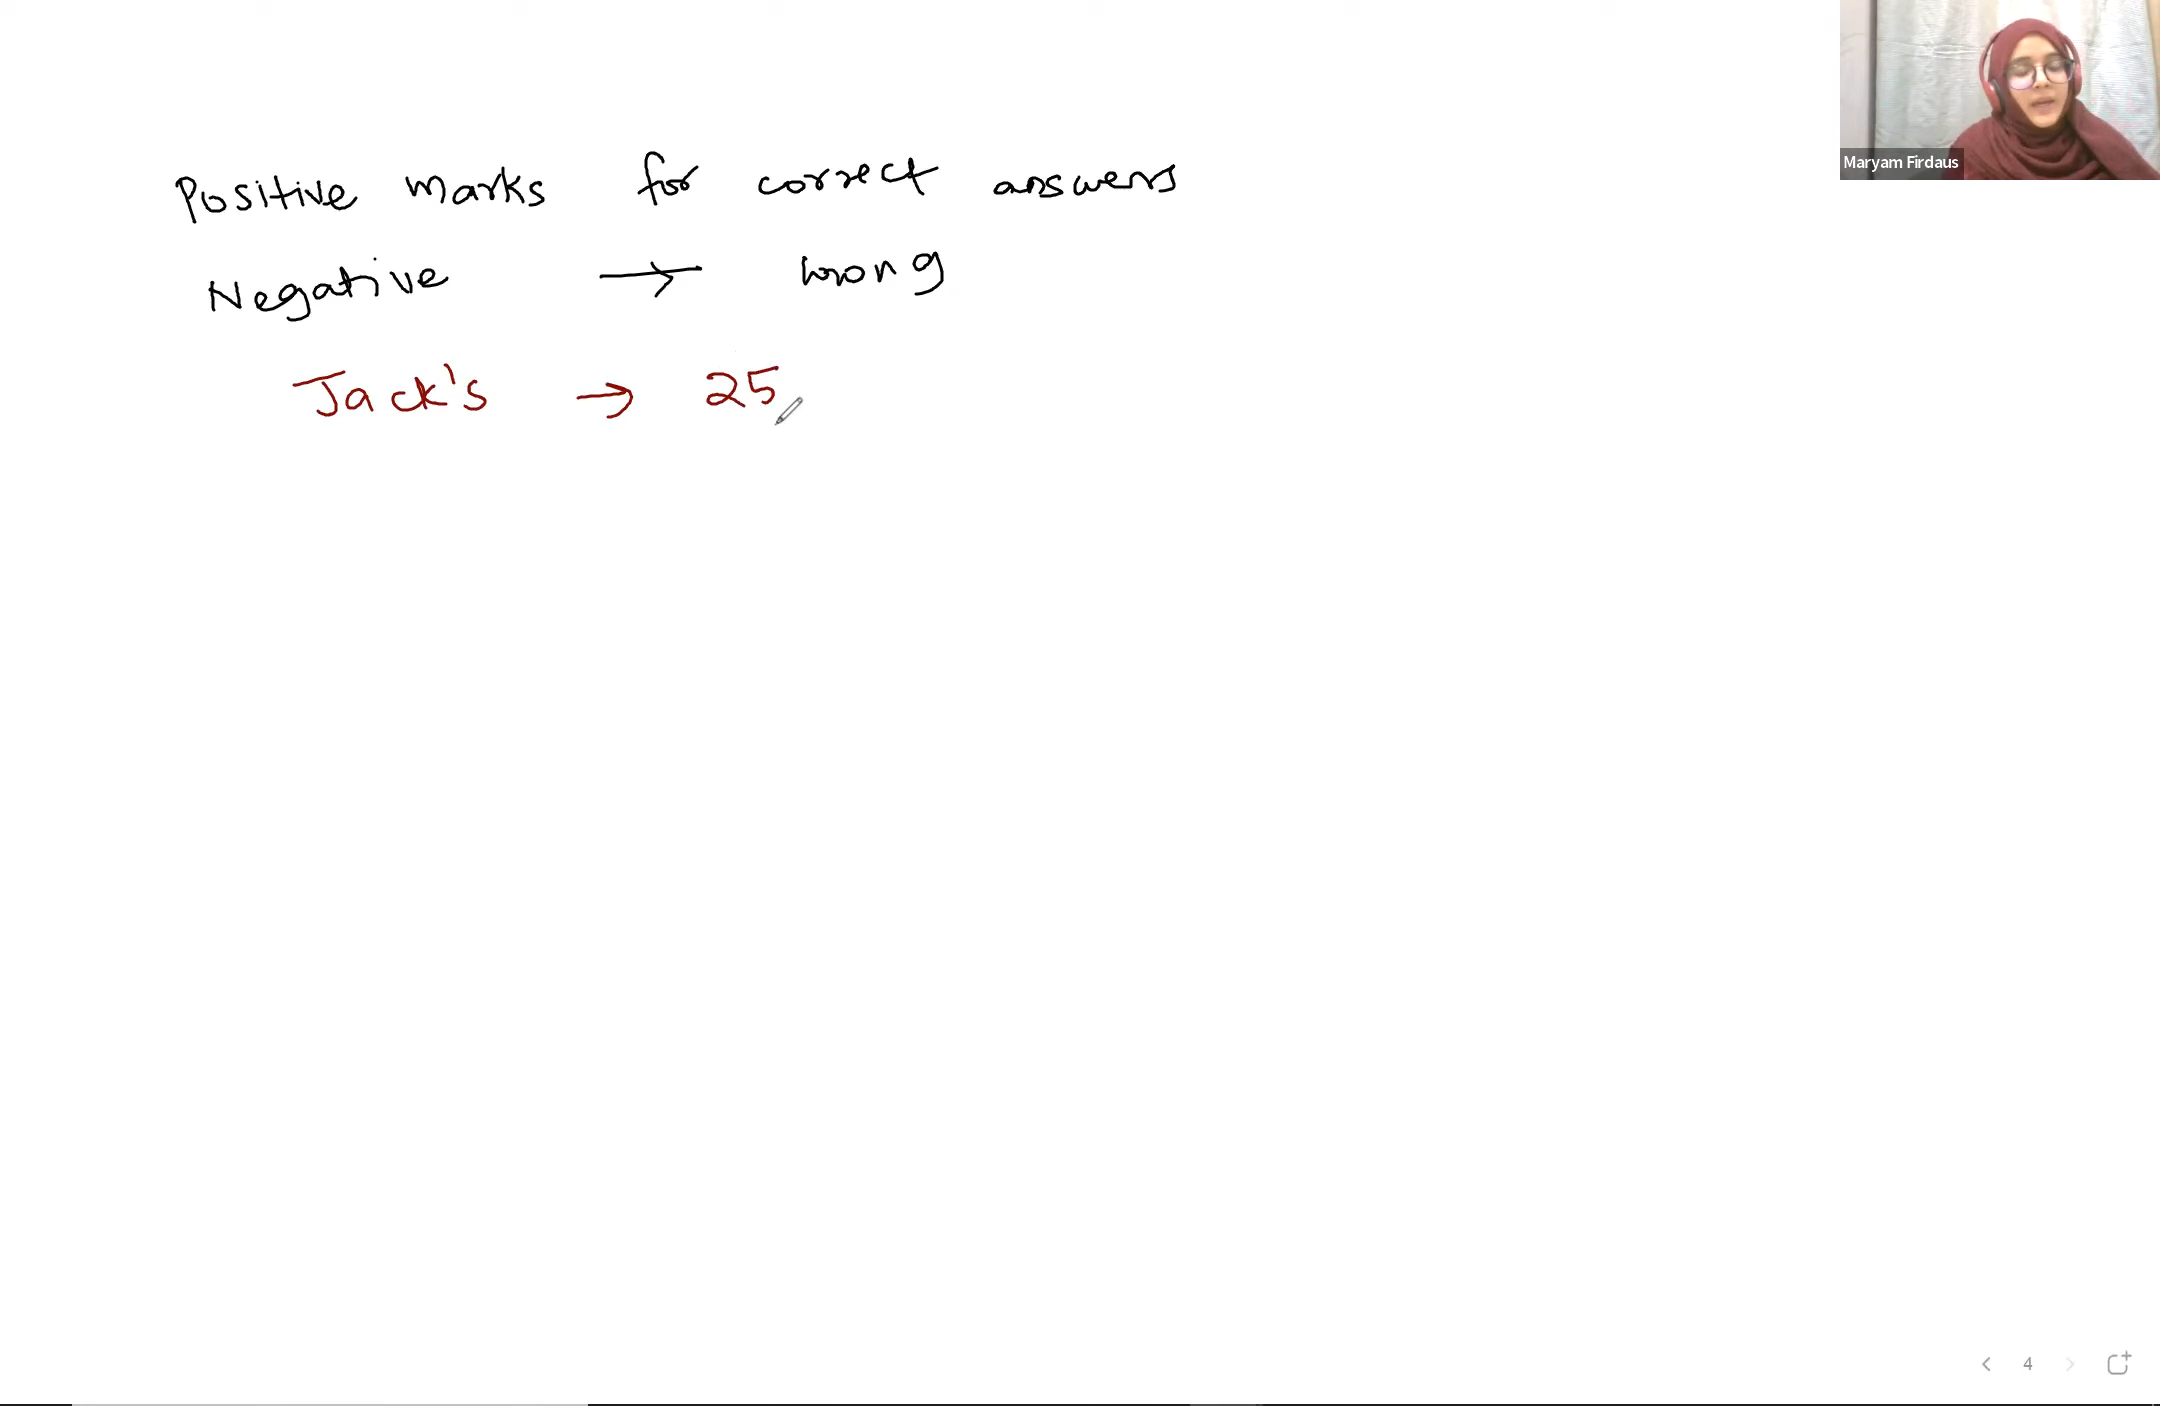 Maryam Firdaus
Positive marks for correct answers
Negative → wrong
Jack's → 25
4